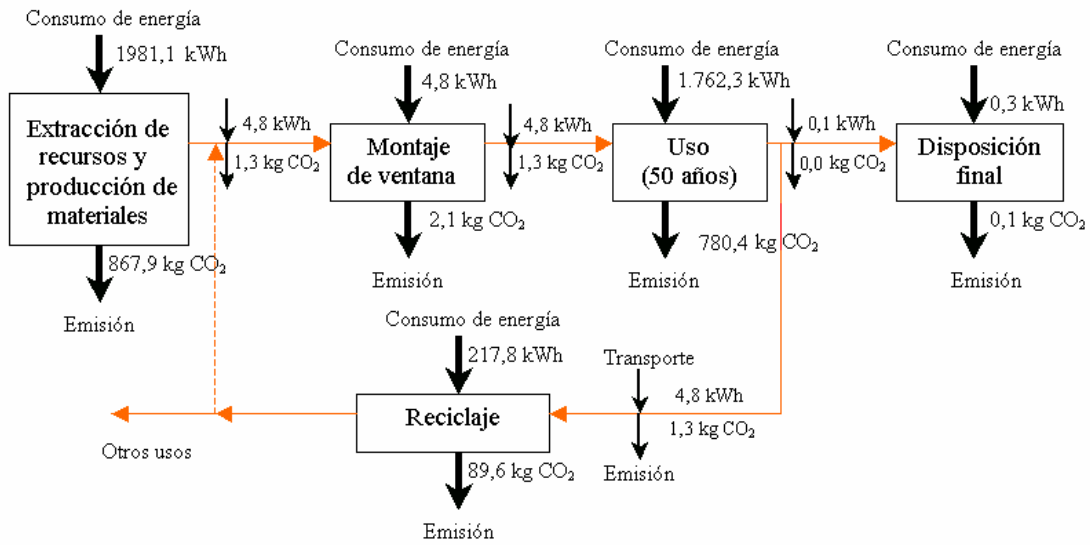 Consumo de energía
1981,1 kWh
Extracción de
recursos y
producción de
materiales
867,9 kg CO₂
Emisión
4,8 kWh
1,3 kg CO₂
Consumo de energía
4,8 kWh
Montaje
de ventana
2,1 kg CO₂
Emisión
4,8 kWh
1,3 kg CO₂
Consumo de energía
1.762,3 kWh
Uso
(50 años)
780,4 kg CO₂
Emisión
0,1 kWh
0,0 kg CO₂
Consumo de energía
0,3 kWh
Disposición
final
0,1 kg CO₂
Emisión
Consumo de energía
217,8 kWh
Reciclaje
89,6 kg CO₂
Emisión
Transporte
4,8 kWh
1,3 kg CO₂
Emisión
Otros usos